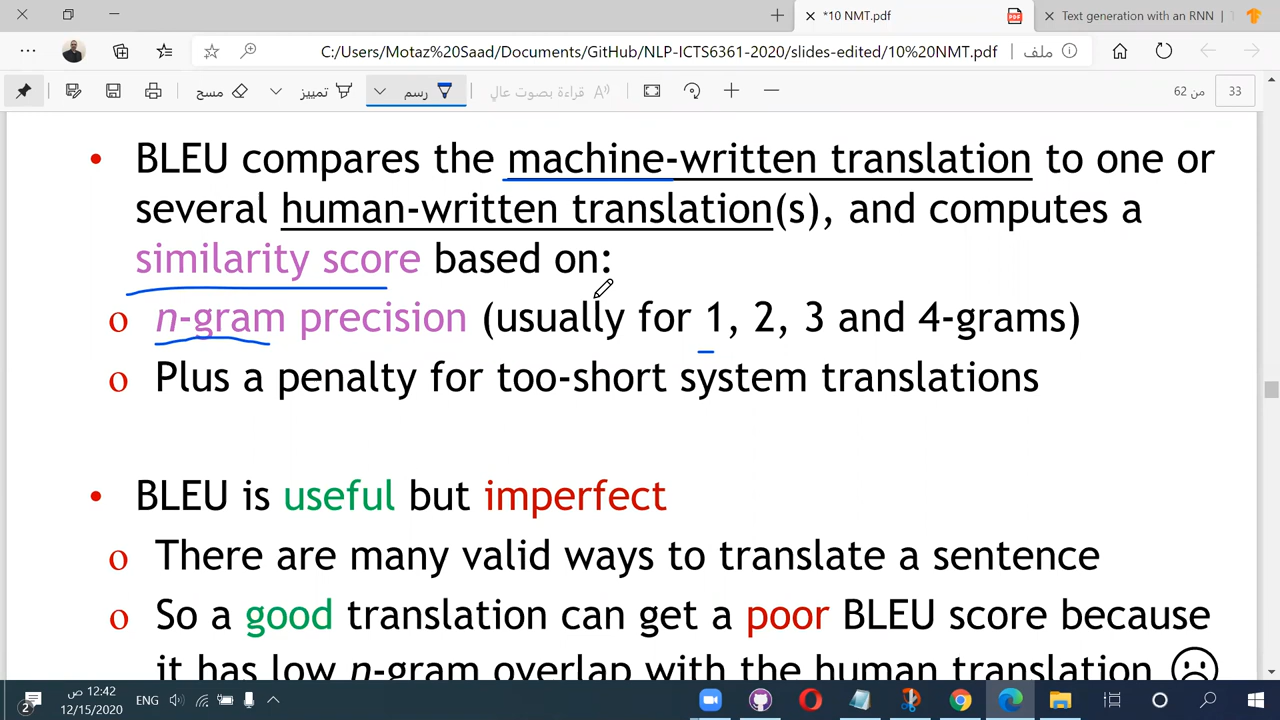 *10 NMT.pdf
Text generation with an RNN |
C:/Users/Motaz%20Saad/Documents/GitHub/NLP-ICTS6361-2020/slides-edited/10%20NMT.pdf
ملف
مسح
تمييز
رسم
قراءة بصوت عالٍ
من 62
33
• BLEU compares the machine-written translation to one or
several human-written translation(s), and computes a
similarity score based on:
o n-gram precision (usually for 1, 2, 3 and 4-grams)
o Plus a penalty for too-short system translations
• BLEU is useful but imperfect
o There are many valid ways to translate a sentence
o So a good translation can get a poor BLEU score because
it has low n-gram overlap with the human translation
2
12:42 ص
12/15/2020
ENG